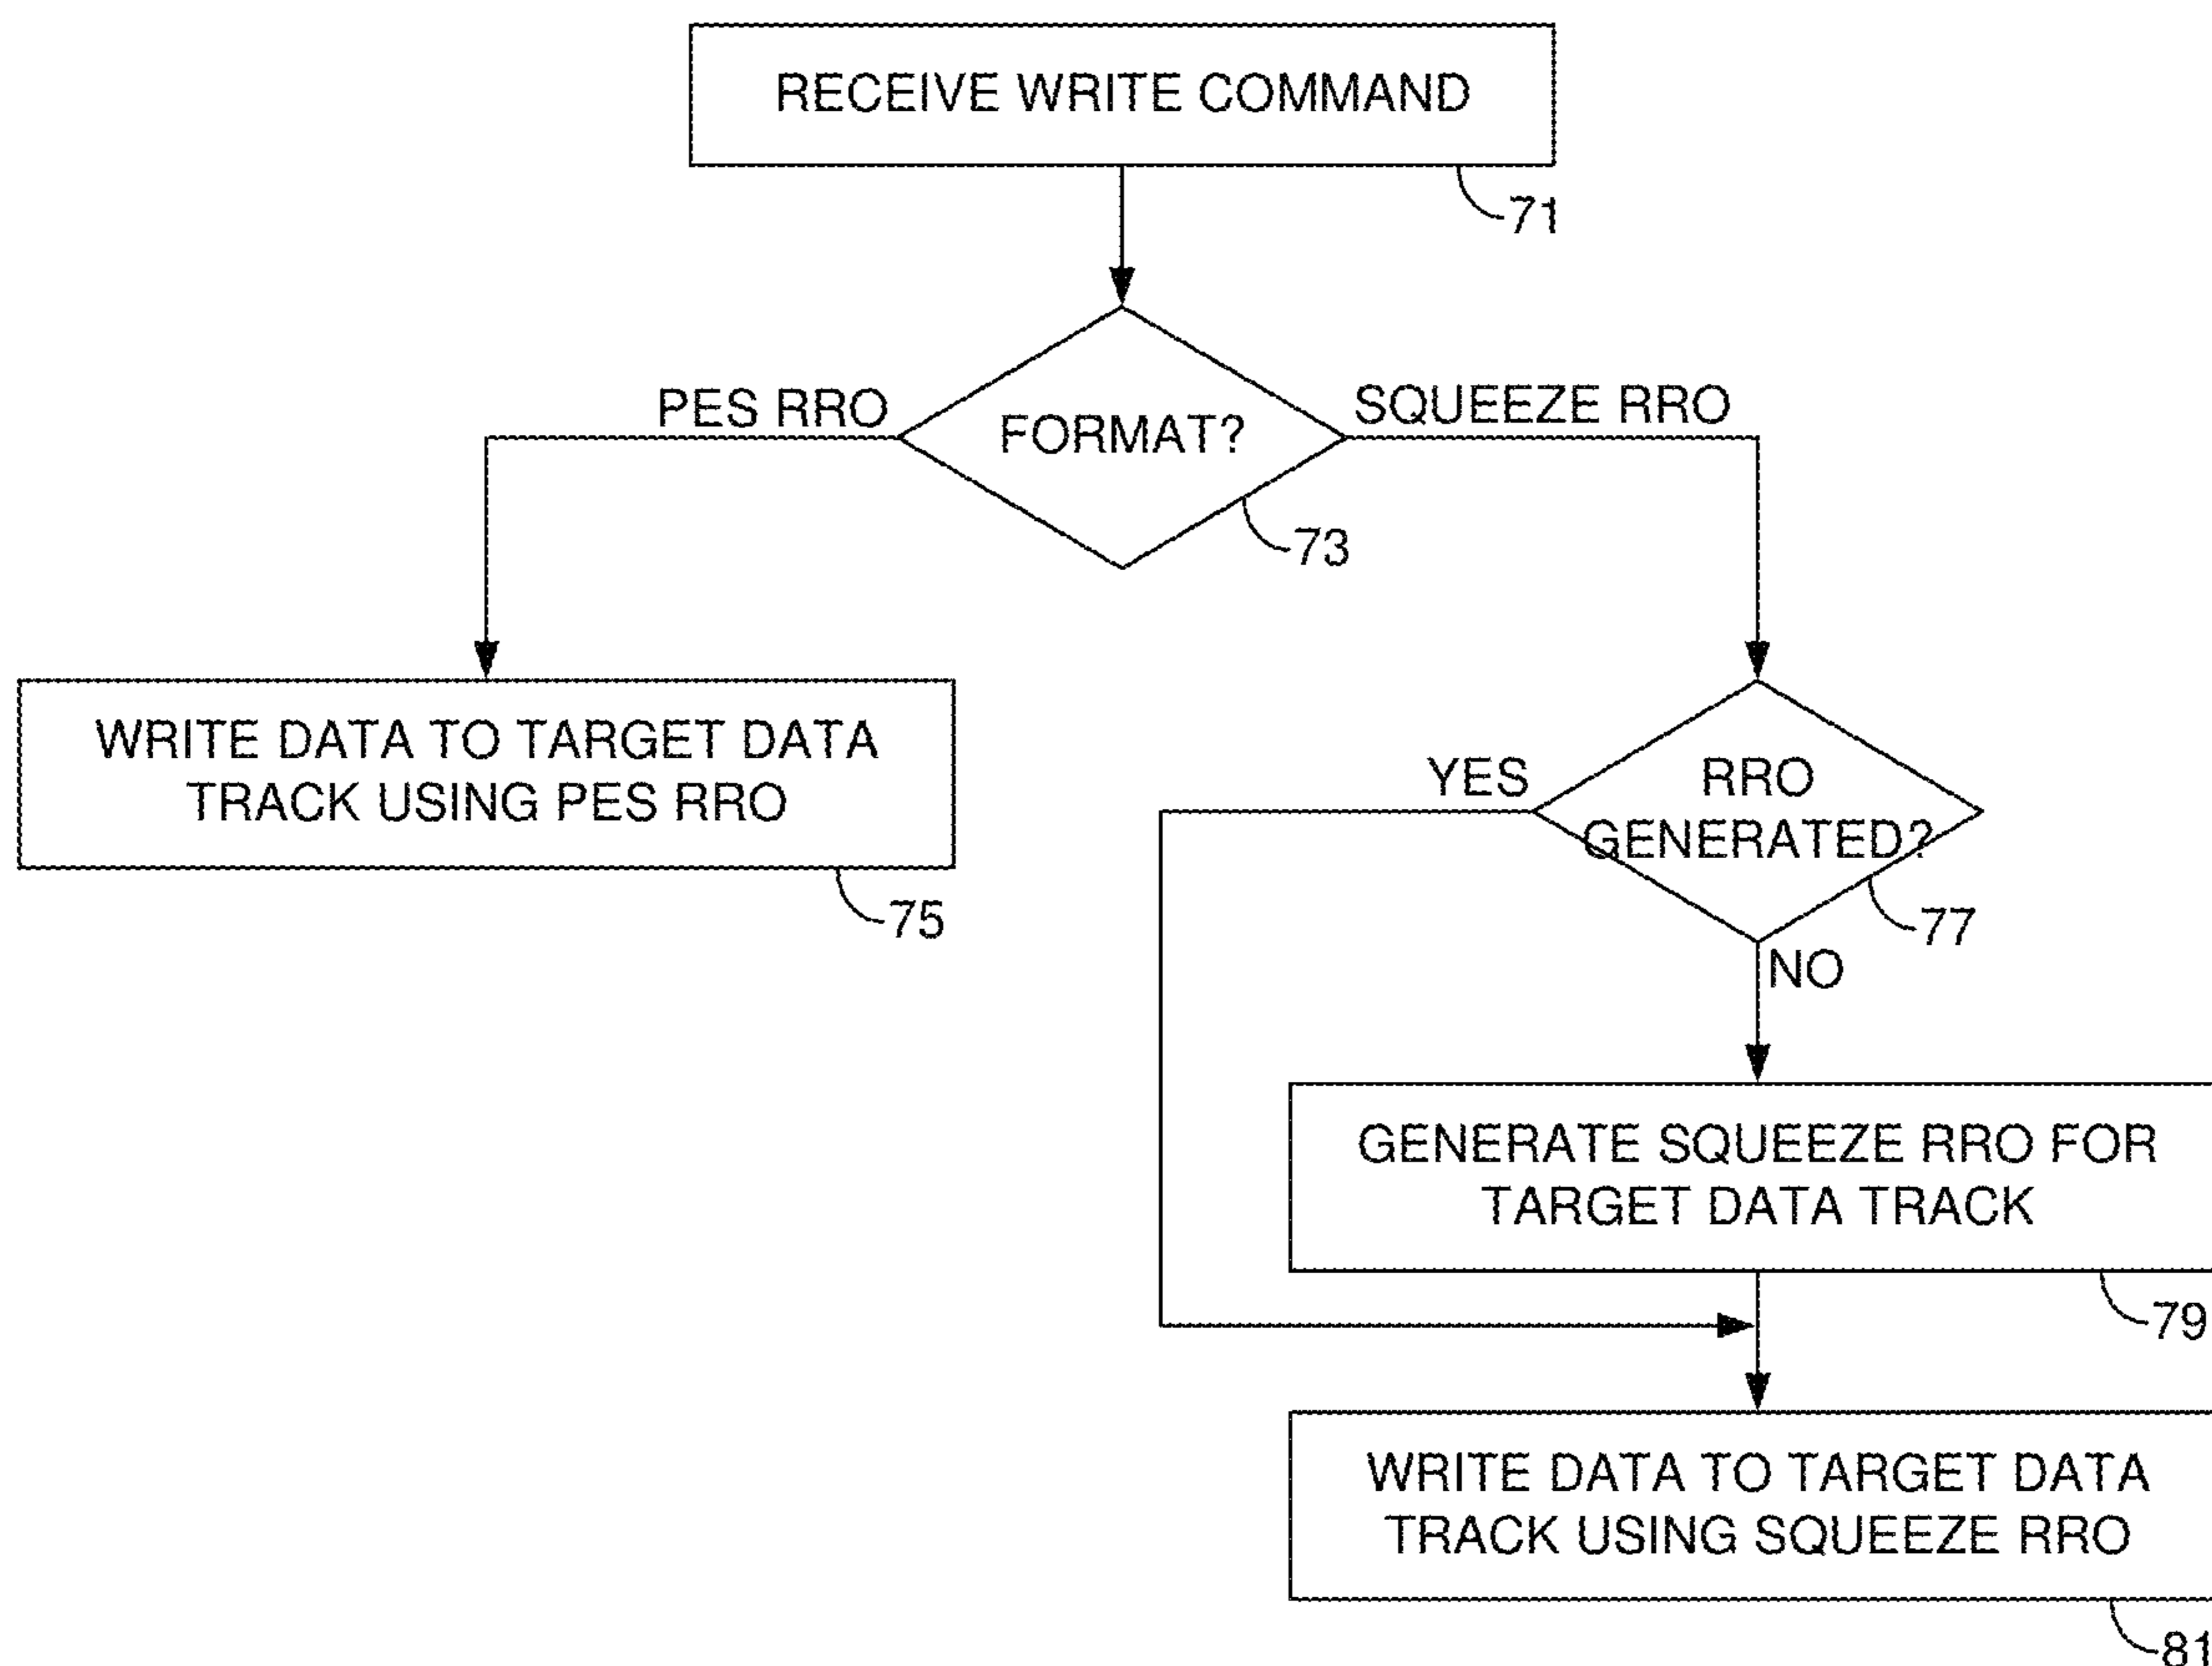 RECEIVE WRITE COMMAND
71
PES RRO
FORMAT?
SQUEEZE RRO
73
WRITE DATA TO TARGET DATA
TRACK USING PES RRO
75
YES
RRO
GENERATED?
77
NO
GENERATE SQUEEZE RRO FOR
TARGET DATA TRACK
79
WRITE DATA TO TARGET DATA
TRACK USING SQUEEZE RRO
81